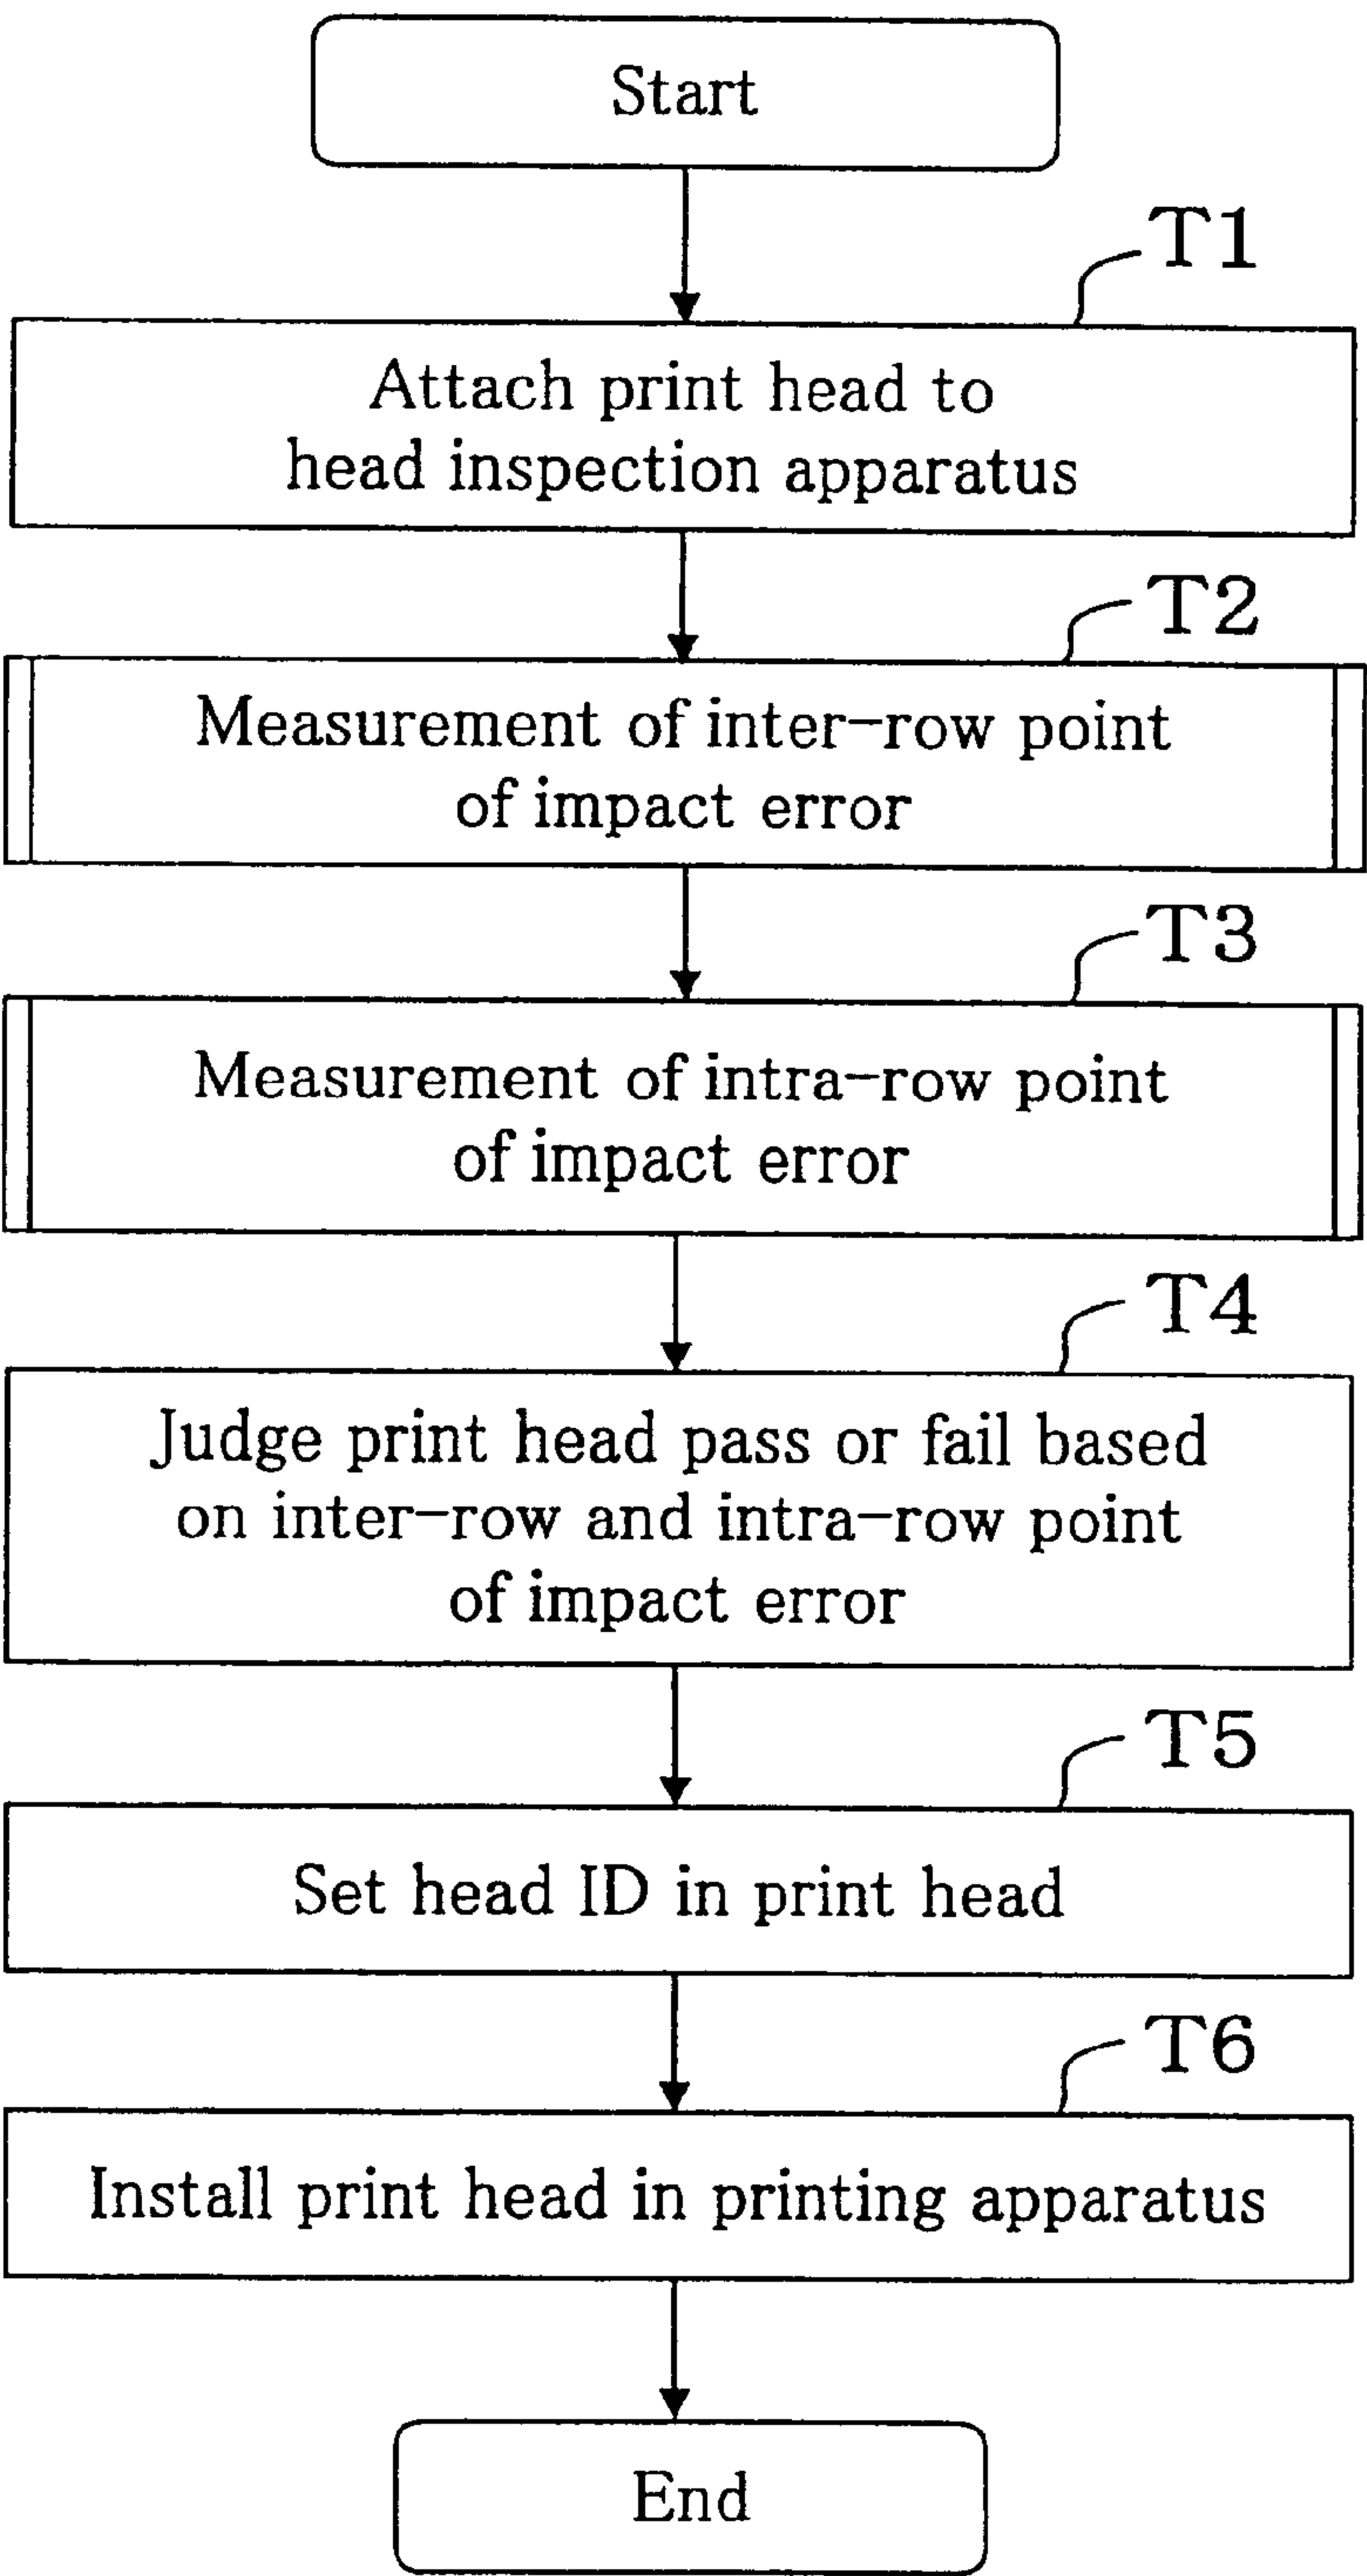 Start
T1
Attach print head to
head inspection apparatus
T2
Measurement of inter-row point
of impact error
T3
Measurement of intra-row point
of impact error
T4
Judge print head pass or fail based
on inter-row and intra-row point
of impact error
T5
Set head ID in print head
T6
Install print head in printing apparatus
End